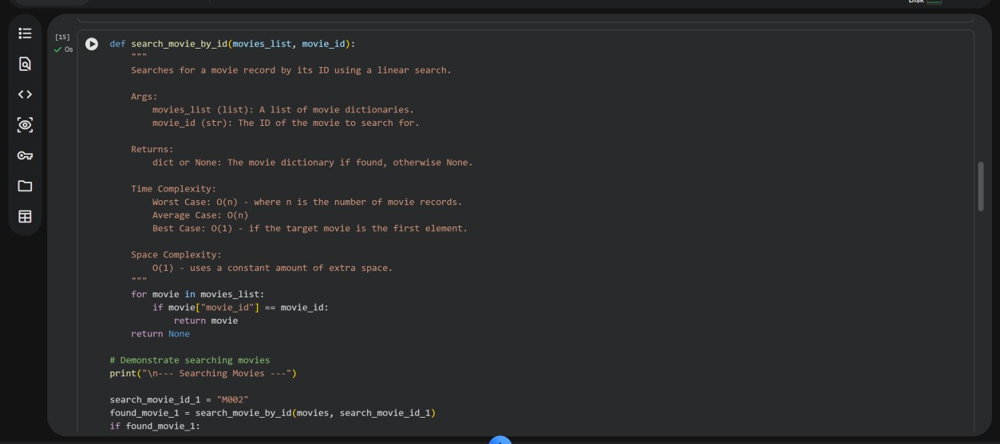 Disk
[15]
0s
def search_movie_by_id(movies_list, movie_id):
    """
    Searches for a movie record by its ID using a linear search.

    Args:
        movies_list (list): A list of movie dictionaries.
        movie_id (str): The ID of the movie to search for.

    Returns:
        dict or None: The movie dictionary if found, otherwise None.

    Time Complexity:
        Worst Case: O(n) - where n is the number of movie records.
        Average Case: O(n)
        Best Case: O(1) - if the target movie is the first element.

    Space Complexity:
        O(1) - uses a constant amount of extra space.
    """
    for movie in movies_list:
        if movie["movie_id"] == movie_id:
            return movie
    return None

# Demonstrate searching movies
print("\n--- Searching Movies ---")

search_movie_id_1 = "M002"
found_movie_1 = search_movie_by_id(movies, search_movie_id_1)
if found_movie_1: